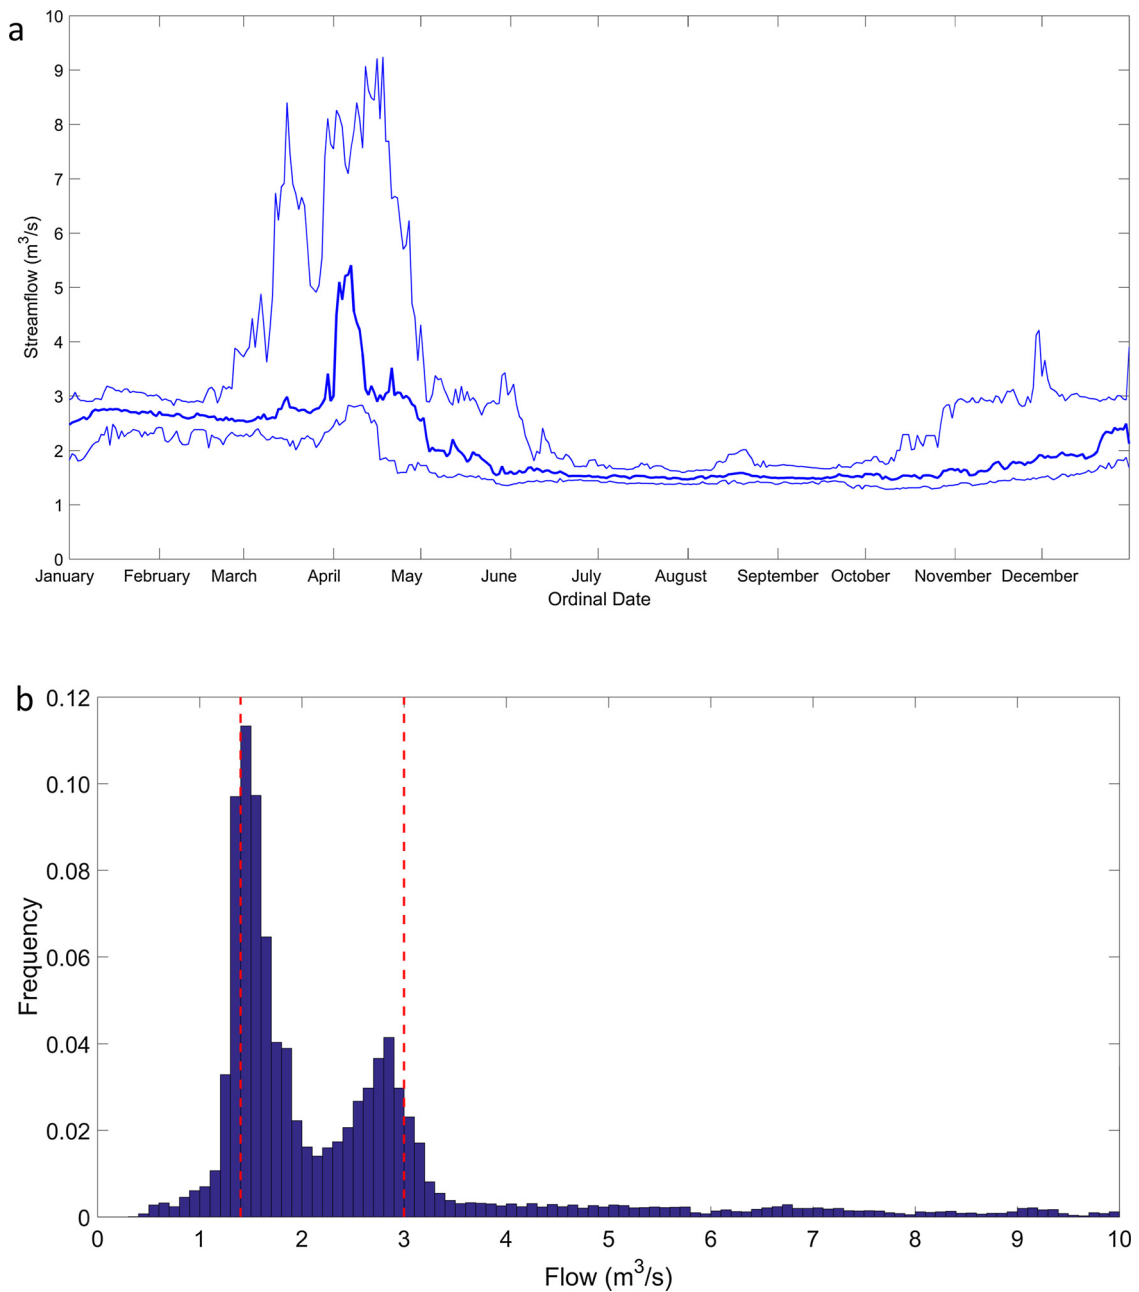 a
10
9
8
7
6
5
4
3
2
1
0
Streamflow (m³/s)
January February March April May June July August September October November December
Ordinal Date
b
0.12
0.10
0.08
0.06
0.04
0.02
0
Frequency
0 1 2 3 4 5 6 7 8 9 10
Flow (m³/s)